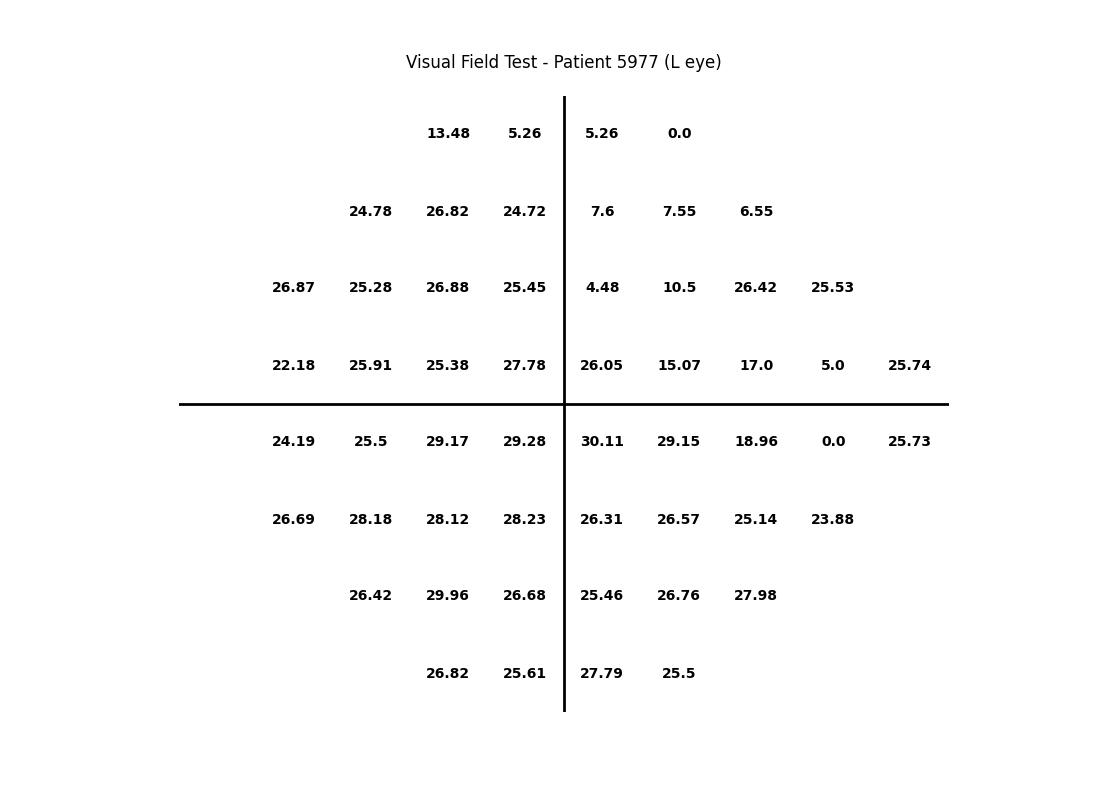 Visual Field Test - Patient 5977 (L eye)
13.48 5.26 5.26 0.0
24.78 26.82 24.72 7.6 7.55 6.55
26.87 25.28 26.88 25.45 4.48 10.5 26.42 25.53
22.18 25.91 25.38 27.78 26.05 15.07 17.0 5.0 25.74
24.19 25.5 29.17 29.28 30.11 29.15 18.96 0.0 25.73
26.69 28.18 28.12 28.23 26.31 26.57 25.14 23.88
26.42 29.96 26.68 25.46 26.76 27.98
26.82 25.61 27.79 25.5